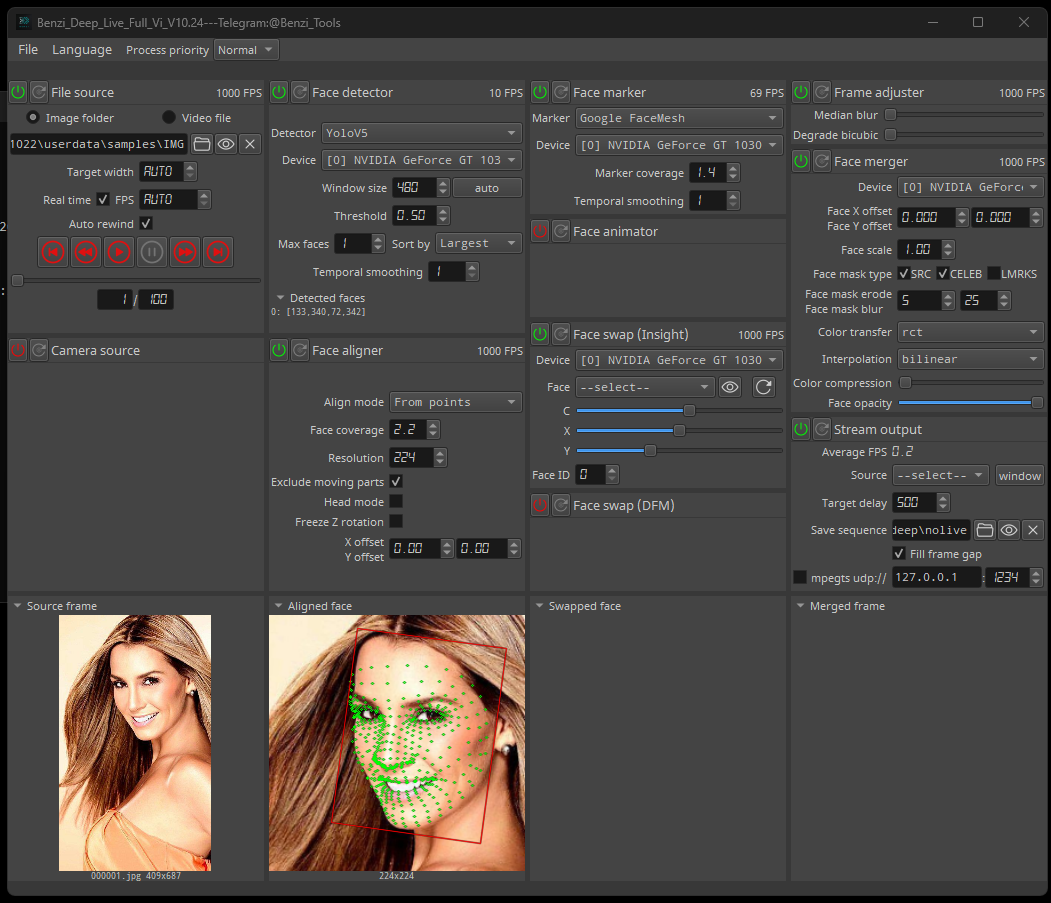 Benzi_Deep_Live_Full_Vi_V10.24---Telegram:@Benzi_Tools
File Language Process priority Normal
File source 1000 FPS
Image folder Video file
1022\userdata\samples\IMG
Target width AUTO
Real time FPS AUTO
Auto rewind
1 / 100
Camera source
Face detector 10 FPS
Detector YoloV5
Device [0] NVIDIA GeForce GT 103
Window size 480 auto
Threshold 0.50
Max faces 1 Sort by Largest
Temporal smoothing 1
Detected faces
0: [133,340,72,342]
Face aligner 1000 FPS
Align mode From points
Face coverage 2.2
Resolution 224
Exclude moving parts
Head mode
Freeze Z rotation
X offset
Y offset
0.00 0.00
Face marker 69 FPS
Marker Google FaceMesh
Device [0] NVIDIA GeForce GT 1030
Marker coverage 1.4
Temporal smoothing 1
Face animator
Face swap (Insight) 1000 FPS
Device [0] NVIDIA GeForce GT 1030
Face --select--
C
X
Y
Face ID 0
Face swap (DFM)
Frame adjuster 1000 FPS
Median blur
Degrade bicubic
Face merger 1000 FPS
Device [0] NVIDIA GeForc
Face X offset
Face Y offset
0.000 0.000
Face scale 1.00
Face mask type SRC CELEB LMRKS
Face mask erode
Face mask blur
5 25
Color transfer rct
Interpolation bilinear
Color compression
Face opacity
Stream output
Average FPS 0.2
Source --select-- window
Target delay 500
Save sequence deep\nolive
Fill frame gap
mpegts udp:// 127.0.0.1 : 1234
Source frame
000001.jpg 409x687
Aligned face
224x224
Swapped face
Merged frame